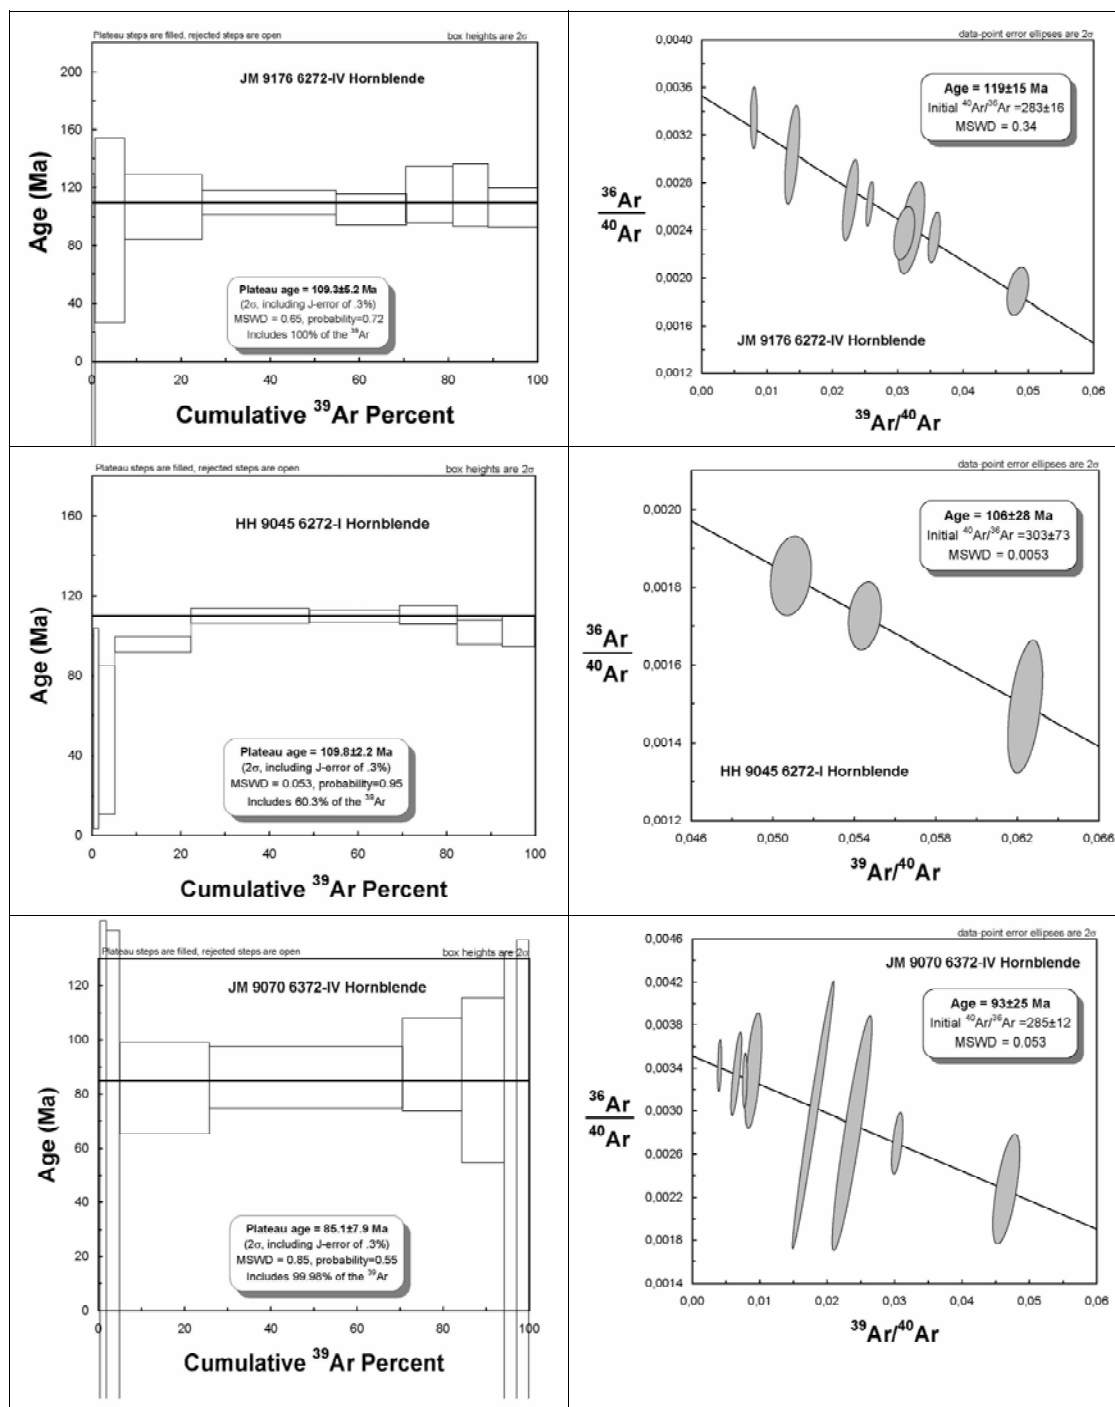 Plateau steps are filled, rejected steps are open
box heights are 2σ
JM 9176 6272-IV Hornblende
200
160
120
80
40
0
Age (Ma)
Plateau age = 109.3±5.2 Ma
(2σ, including J-error of .3%)
MSWD = 0.65, probability=0.72
Includes 100% of the 39Ar
0 20 40 60 80 100
Cumulative 39Ar Percent
data-point error ellipses are 2σ
0,0040
0,0036
0,0032
0,0028
0,0024
0,0020
0,0016
0,0012
36Ar
40Ar
Age = 119±15 Ma
Initial 40Ar/36Ar =283±16
MSWD = 0.34
JM 9176 6272-IV Hornblende
0,00 0,01 0,02 0,03 0,04 0,05 0,06
39Ar/40Ar
Plateau steps are filled, rejected steps are open
box heights are 2σ
HH 9045 6272-I Hornblende
160
120
80
40
0
Age (Ma)
Plateau age = 109.8±2.2 Ma
(2σ, including J-error of .3%)
MSWD = 0.053, probability=0.95
Includes 60.3% of the 39Ar
0 20 40 60 80 100
Cumulative 39Ar Percent
data-point error ellipses are 2σ
0,0020
0,0018
0,0016
0,0014
0,0012
36Ar
40Ar
Age = 106±28 Ma
Initial 40Ar/36Ar =303±73
MSWD = 0.0053
HH 9045 6272-I Hornblende
0,046 0,050 0,054 0,058 0,062 0,066
39Ar/40Ar
Plateau steps are filled, rejected steps are open
box heights are 2σ
JM 9070 6372-IV Hornblende
120
100
80
60
40
20
0
Age (Ma)
Plateau age = 85.1±7.9 Ma
(2σ, including J-error of .3%)
MSWD = 0.85, probability=0.55
Includes 99.98% of the 39Ar
0 20 40 60 80 100
Cumulative 39Ar Percent
data-point error ellipses are 2σ
JM 9070 6372-IV Hornblende
0,0046
0,0042
0,0038
0,0034
0,0030
0,0026
0,0022
0,0018
0,0014
36Ar
40Ar
Age = 93±25 Ma
Initial 40Ar/36Ar =285±12
MSWD = 0.053
0,00 0,01 0,02 0,03 0,04 0,05 0,06
39Ar/40Ar